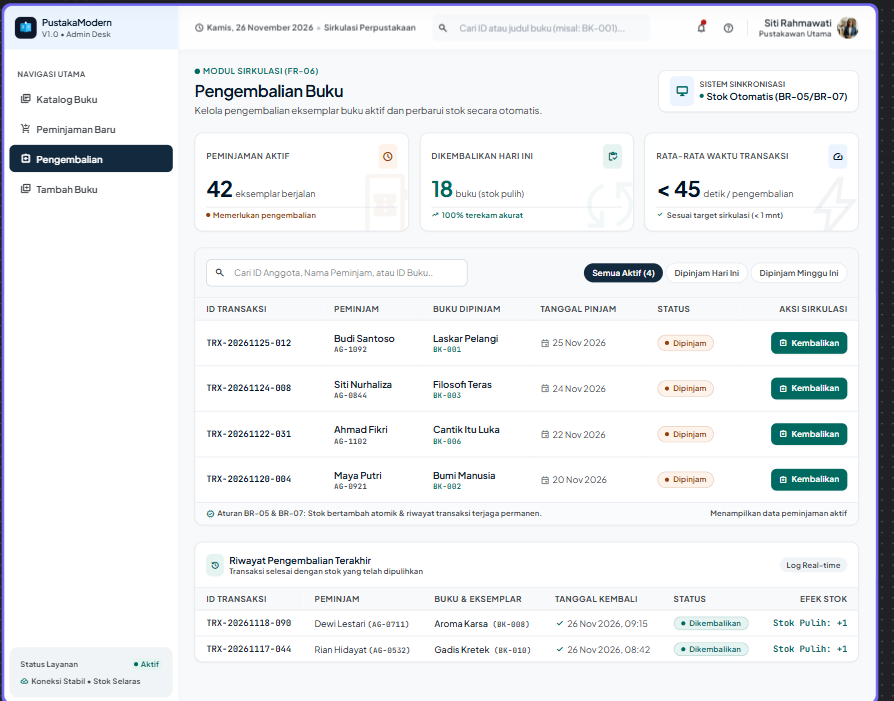 PustakaModern
V1.0 • Admin Desk
Kamis, 26 November 2026 • Sirkulasi Perpustakaan
Cari ID atau judul buku (misal: BK-001)...
Siti Rahmawati
Pustakawan Utama
NAVIGASI UTAMA
Katalog Buku
Peminjaman Baru
Pengembalian
Tambah Buku
• MODUL SIRKULASI (FR-06)
Pengembalian Buku
Kelola pengembalian eksemplar buku aktif dan perbarui stok secara otomatis.
SISTEM SINKRONISASI
• Stok Otomatis (BR-05/BR-07)
PEMINJAMAN AKTIF
42 eksemplar berjalan
• Memerlukan pengembalian
DIKEMBALIKAN HARI INI
18 buku (stok pulih)
100% terekam akurat
RATA-RATA WAKTU TRANSAKSI
< 45 detik / pengembalian
Sesuai target sirkulasi (< 1 mnt)
Cari ID Anggota, Nama Peminjam, atau ID Buku..
Semua Aktif (4) Dipinjam Hari Ini Dipinjam Minggu Ini
ID TRANSAKSI PEMINJAM BUKU DIPINJAM TANGGAL PINJAM STATUS AKSI SIRKULASI
TRX-20261125-012 Budi Santoso Laskar Pelangi 25 Nov 2026 • Dipinjam Kembalikan
AG-1092 BK-001
TRX-20261124-008 Siti Nurhaliza Filosofi Teras 24 Nov 2026 • Dipinjam Kembalikan
AG-0844 BK-003
TRX-20261122-031 Ahmad Fikri Cantik Itu Luka 22 Nov 2026 • Dipinjam Kembalikan
AG-1102 BK-006
TRX-20261120-004 Maya Putri Bumi Manusia 20 Nov 2026 • Dipinjam Kembalikan
AG-0921 BK-002
Aturan BR-05 & BR-07: Stok bertambah atomik & riwayat transaksi terjaga permanen. Menampilkan data peminjaman aktif
Riwayat Pengembalian Terakhir
Transaksi selesai dengan stok yang telah dipulihkan
Log Real-time
ID TRANSAKSI PEMINJAM BUKU & EKSEMPLAR TANGGAL KEMBALI STATUS EFEK STOK
TRX-20261118-090 Dewi Lestari (AG-0711) Aroma Karsa (BK-008) 26 Nov 2026, 09:15 • Dikembalikan Stok Pulih: +1
TRX-20261117-044 Rian Hidayat (AG-0532) Gadis Kretek (BK-010) 26 Nov 2026, 08:42 • Dikembalikan Stok Pulih: +1
Status Layanan • Aktif
Koneksi Stabil • Stok Selaras